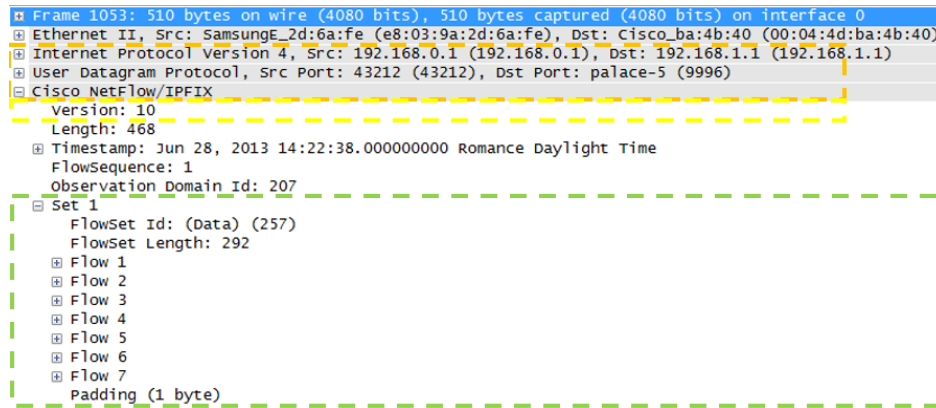 Frame 1053: 510 bytes on wire (4080 bits), 510 bytes captured (4080 bits) on interface 0
Ethernet II, Src: SamsungE_2d:6a:fe (e8:03:9a:2d:6a:fe), Dst: Cisco_ba:4b:40 (00:04:4d:ba:4b:40)
Internet Protocol Version 4, Src: 192.168.0.1 (192.168.0.1), Dst: 192.168.1.1 (192.168.1.1)
User Datagram Protocol, Src Port: 43212 (43212), Dst Port: palace-5 (9996)
Cisco NetFlow/IPFIX
Version: 10
Length: 468
Timestamp: Jun 28, 2013 14:22:38.000000000 Romance Daylight Time
FlowSequence: 1
Observation Domain Id: 207
Set 1
FlowSet Id: (Data) (257)
FlowSet Length: 292
Flow 1
Flow 2
Flow 3
Flow 4
Flow 5
Flow 6
Flow 7
Padding (1 byte)